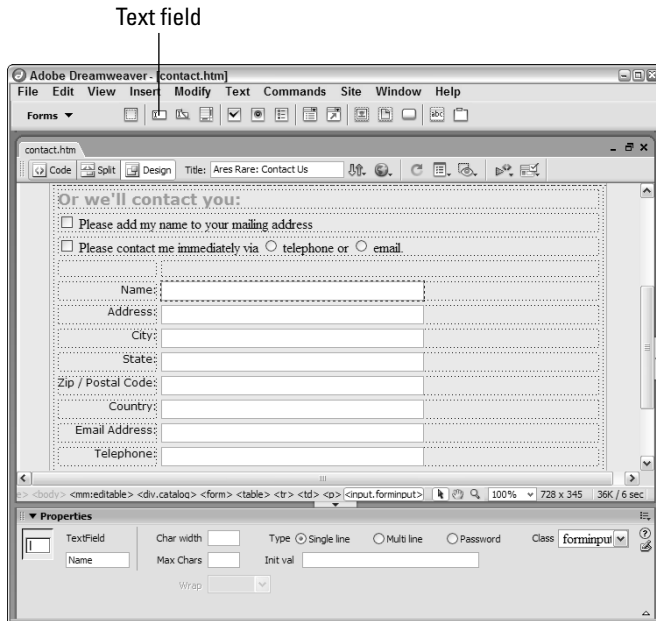 Text field
Adobe Dreamweaver - [contact.htm]
File Edit View Insert Modify Text Commands Site Window Help
Forms
abc
contact.htm
Code Split Design Title: Ares Rare: Contact Us
Or we'll contact you:
Please add my name to your mailing address
Please contact me immediately via telephone or email.
Name:
Address:
City:
State:
Zip / Postal Code:
Country:
Email Address:
Telephone:
<body> <mm:editable> <div.catalog> <form> <table> <tr> <td> <p> <input.forminput> 100% 728 x 345 36K / 6 sec
Properties
TextField Char width Type Single line Multi line Password Class forminput
Name Max Chars Init val
Wrap